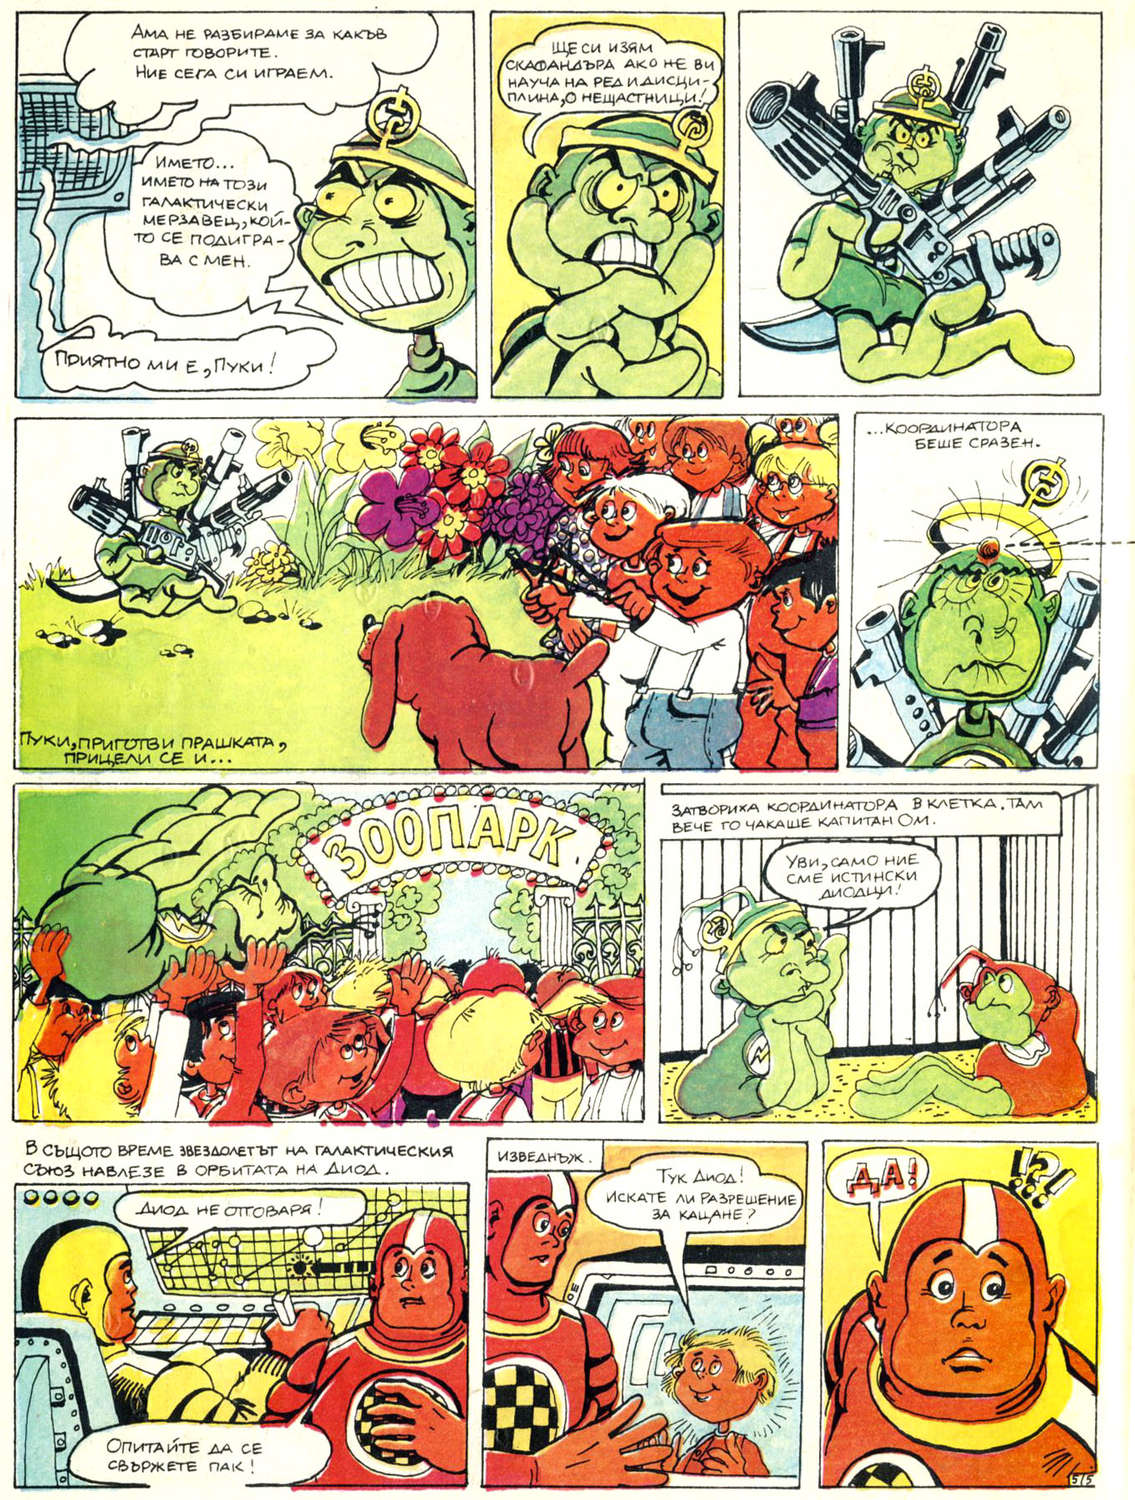 АМА НЕ РАЗБИРАМЕ ЗА КАКЪВ
СТАРТ ГОВОРИТЕ.
НИЕ СЕГА СИ ИГРАЕМ.
ИМЕТО...
ИМЕТО НА ТОЗИ
ГАЛАКТИЧЕСКИ
МЕРЗАВЕЦ, КОЙ-
ТО СЕ ПОДИГРА-
ВА С МЕН.
ПРИЯТНО МИ Е, ПУКИ!
ЩЕ СИ ИЗЯМ
СКАФАНДЪРА АКО НЕ ВИ
НАУЧА НА РЕД И ДИСЦИ-
ПЛИНА, О НЕЩАСТНИЦИ!
ПУКИ, ПРИГОТВИ ПРАШКАТА,
ПРИЦЕЛИ СЕ И...
...КООРДИНАТОРА
БЕШЕ СРАЗЕН.
ЗООПАРК
ЗАТВОРИХА КООРДИНАТОРА В КЛЕТКА. ТАМ
ВЕЧЕ ГО ЧАКАШЕ КАПИТАН ОМ.
УВИ, САМО НИЕ
СМЕ ИСТИНСКИ
ДИОДЦИ!
В СЪЩОТО ВРЕМЕ ЗВЕЗДОЛЕТЪТ НА ГАЛАКТИЧЕСКИЯ
СЪЮЗ НАВЛЕЗЕ В ОРБИТАТА НА ДИОД.
ДИОД НЕ ОТГОВАРЯ!
ОПИТАЙТЕ ДА СЕ
СВЪРЖЕТЕ ПАК!
ИЗВЕДНЪЖ.
ТУК ДИОД!
ИСКАТЕ ЛИ РАЗРЕШЕНИЕ
ЗА КАЦАНЕ?
ДА!
!?!
...
5/5